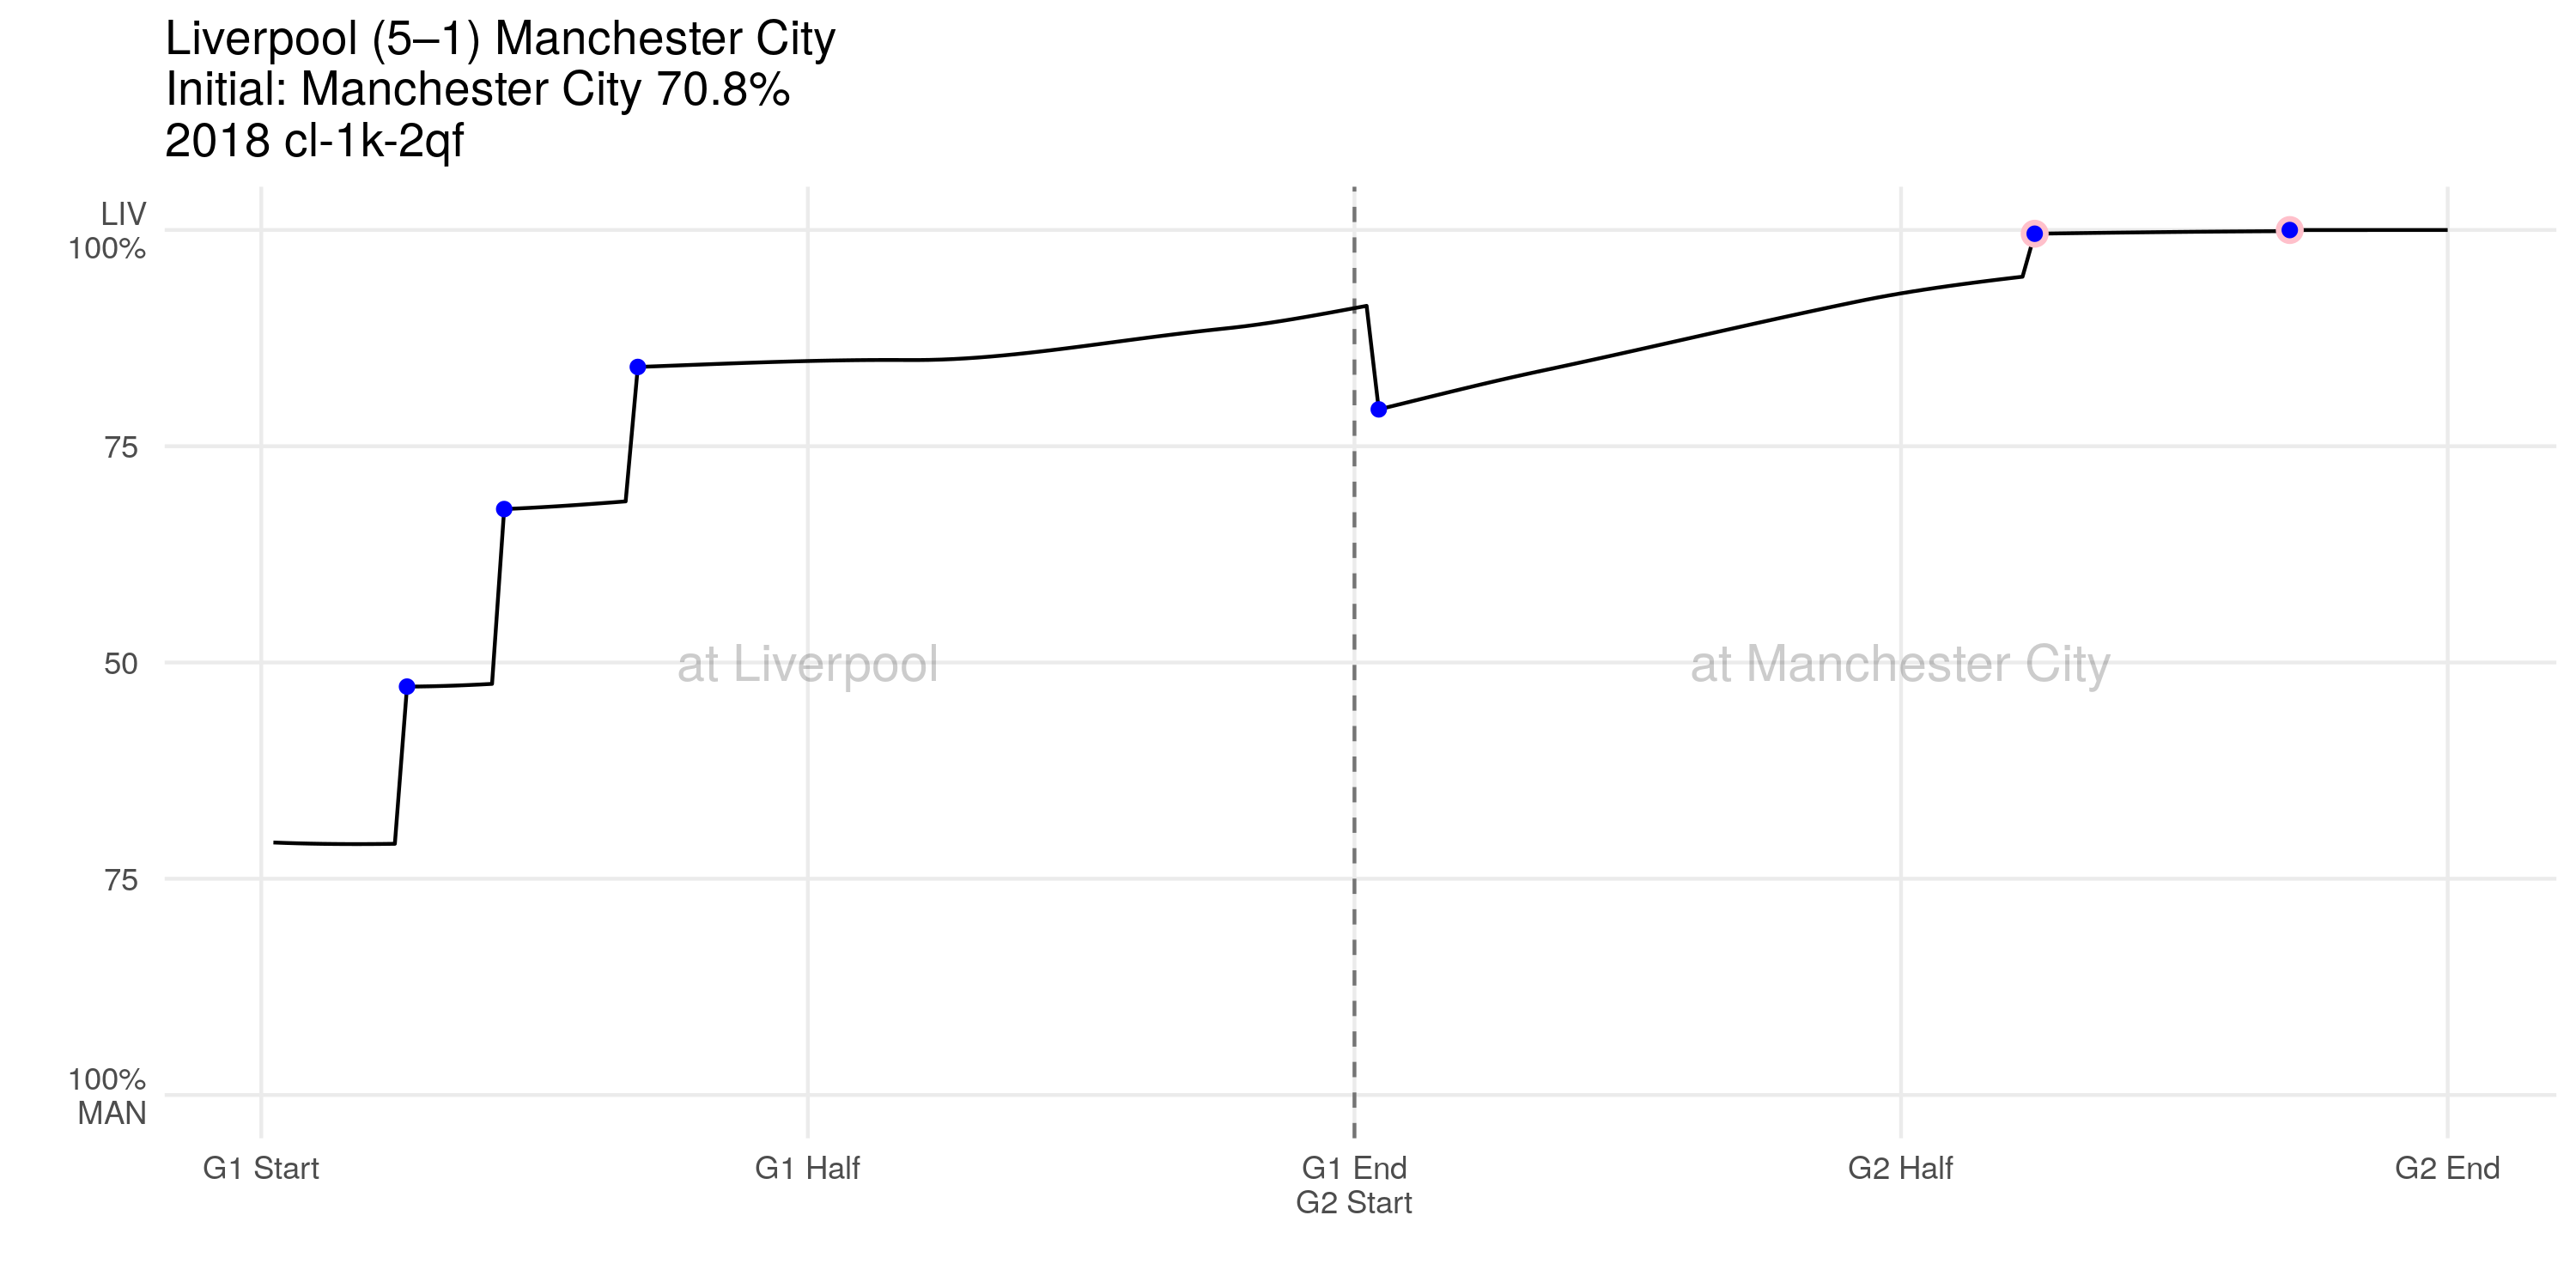 Liverpool (5–1) Manchester City
Initial: Manchester City 70.8%
2018 cl-1k-2qf
LIV
100%
75
50
75
100%
MAN
at Liverpool
at Manchester City
G1 Start
G1 Half
G1 End
G2 Start
G2 Half
G2 End